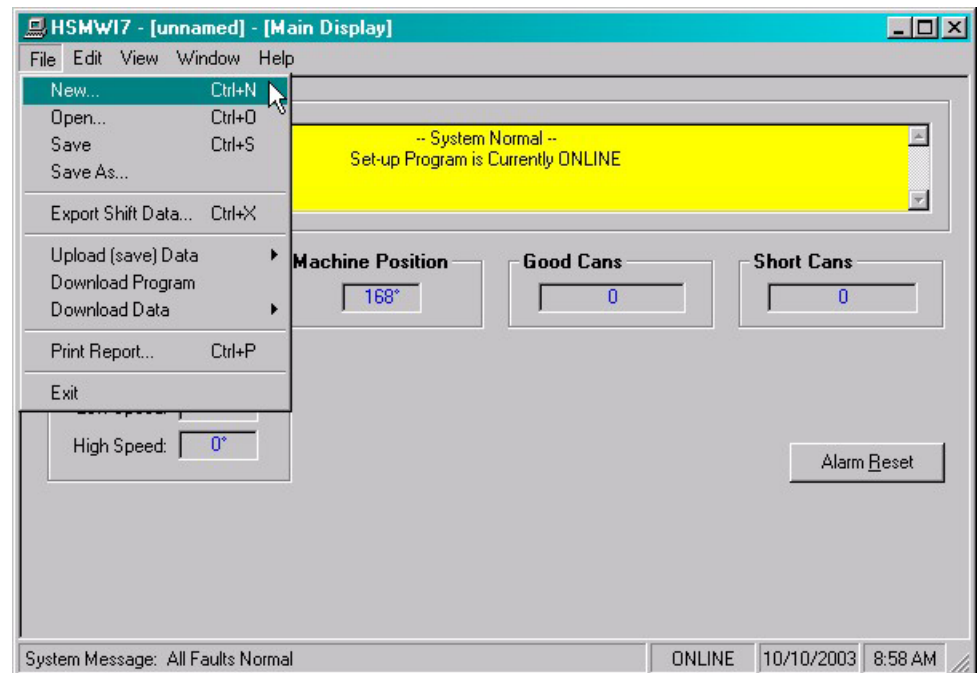 HSMWI7 - [unnamed] - [Main Display]
File Edit View Window Help
New... Ctrl+N
Open... Ctrl+O
Save Ctrl+S
Save As...
Export Shift Data... Ctrl+X
Upload (save) Data
Download Program
Download Data
Print Report... Ctrl+P
Exit
-- System Normal --
Set-up Program is Currently ONLINE
Machine Position
168°
Good Cans
0
Short Cans
0
High Speed: 0°
Alarm Reset
System Message: All Faults Normal
ONLINE
10/10/2003
8:58 AM